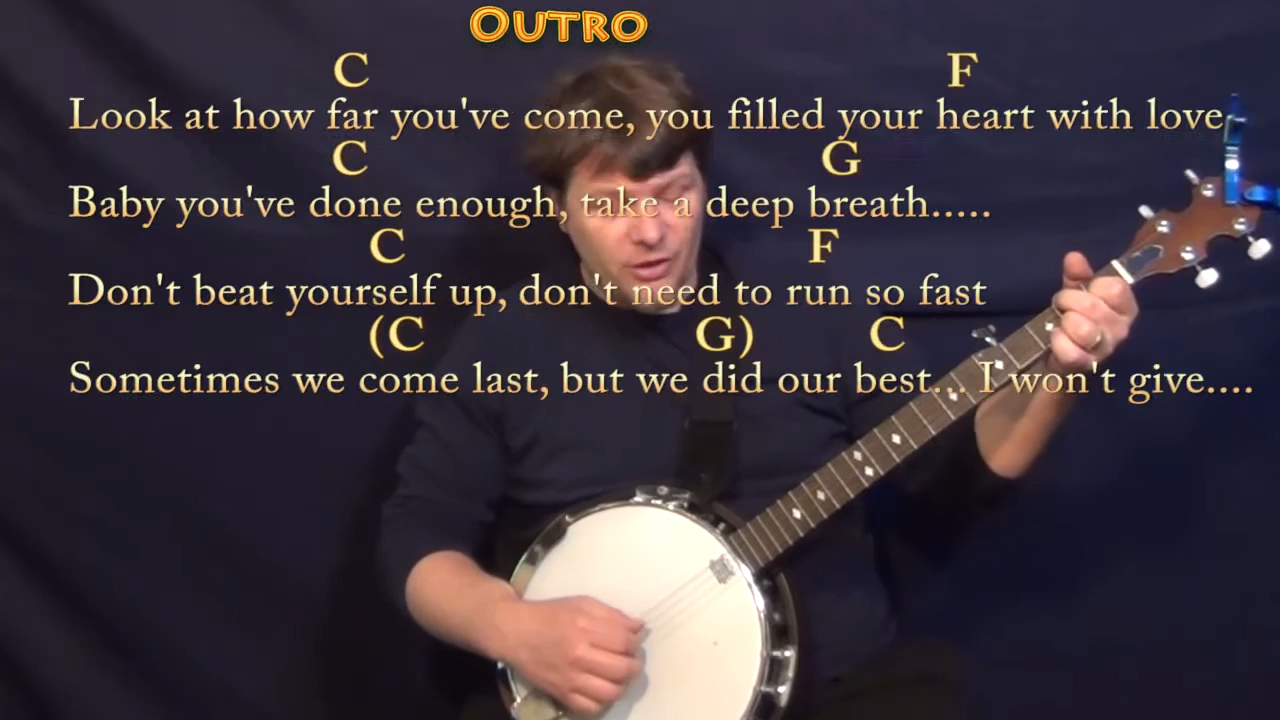 Outro
C F
Look at how far you've come, you filled your heart with love
C G
Baby you've done enough, take a deep breath.....
C F
Don't beat yourself up, don't need to run so fast
(C G) C
Sometimes we come last, but we did our best... I won't give....